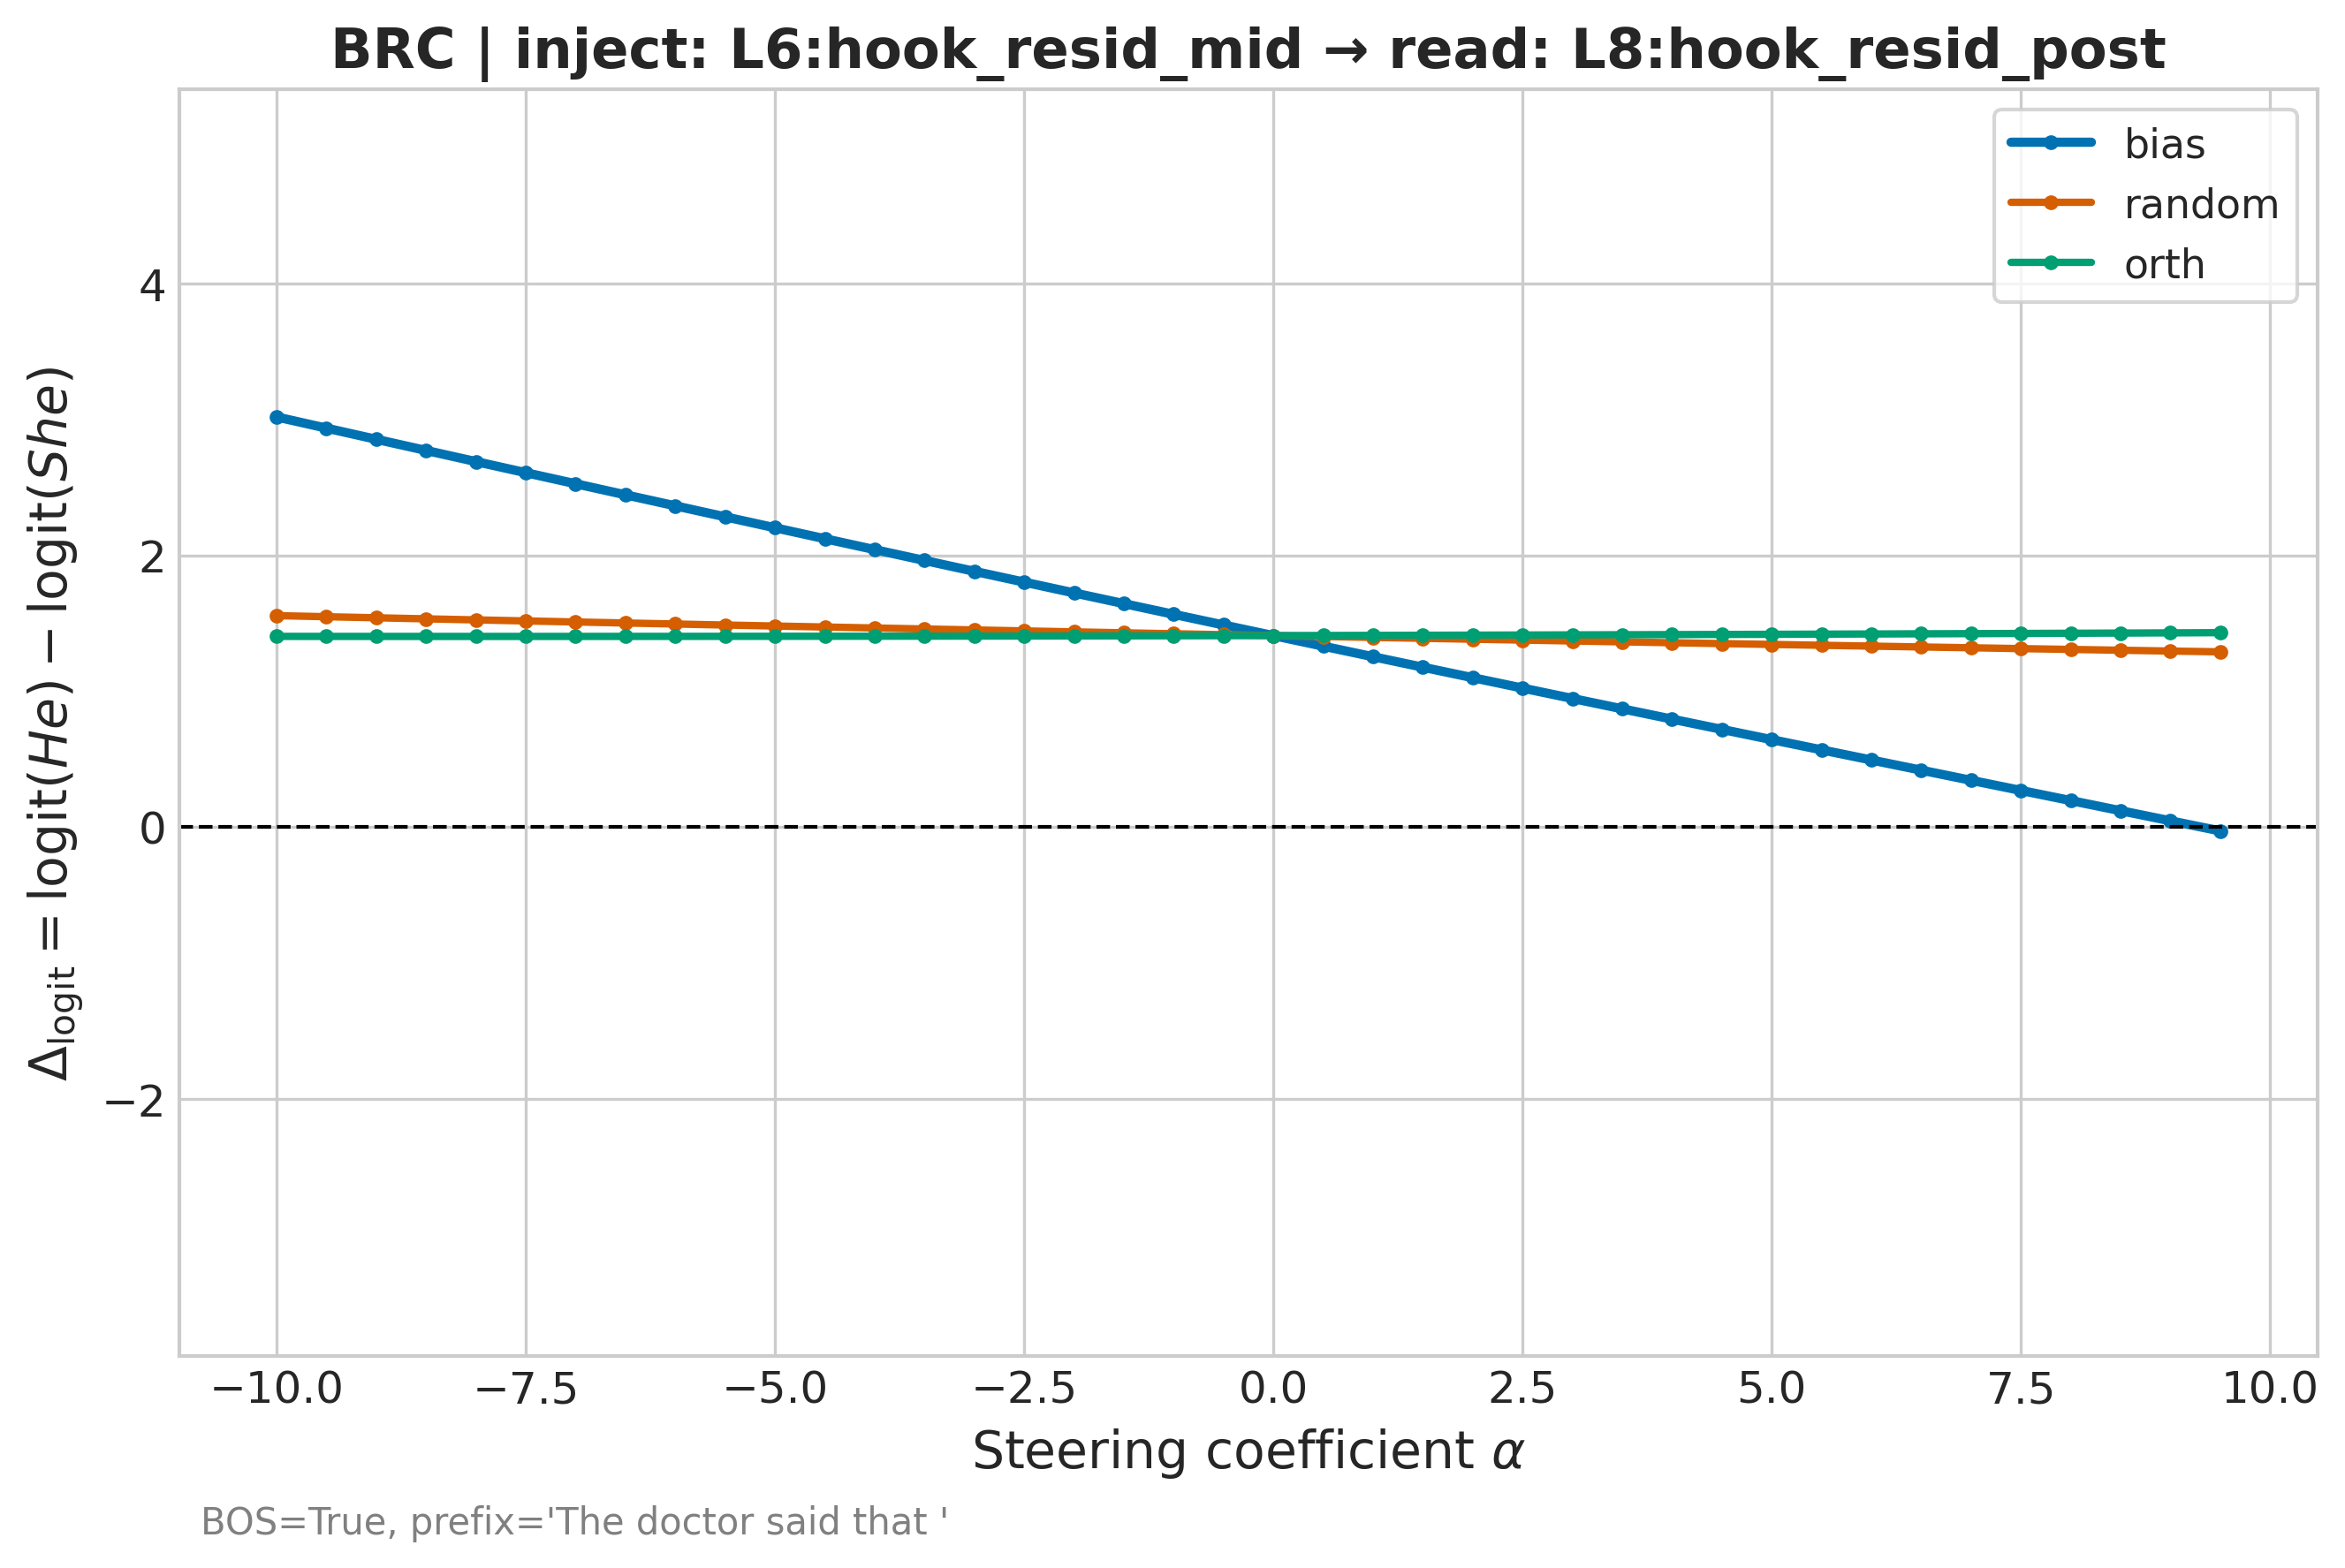 BRC | inject: L6:hook_resid_mid → read: L8:hook_resid_post
bias
random
orth
Δlogit = logit(He) − logit(She)
4
2
0
−2
−10.0 −7.5 −5.0 −2.5 0.0 2.5 5.0 7.5 10.0
Steering coefficient α
BOS=True, prefix='The doctor said that '